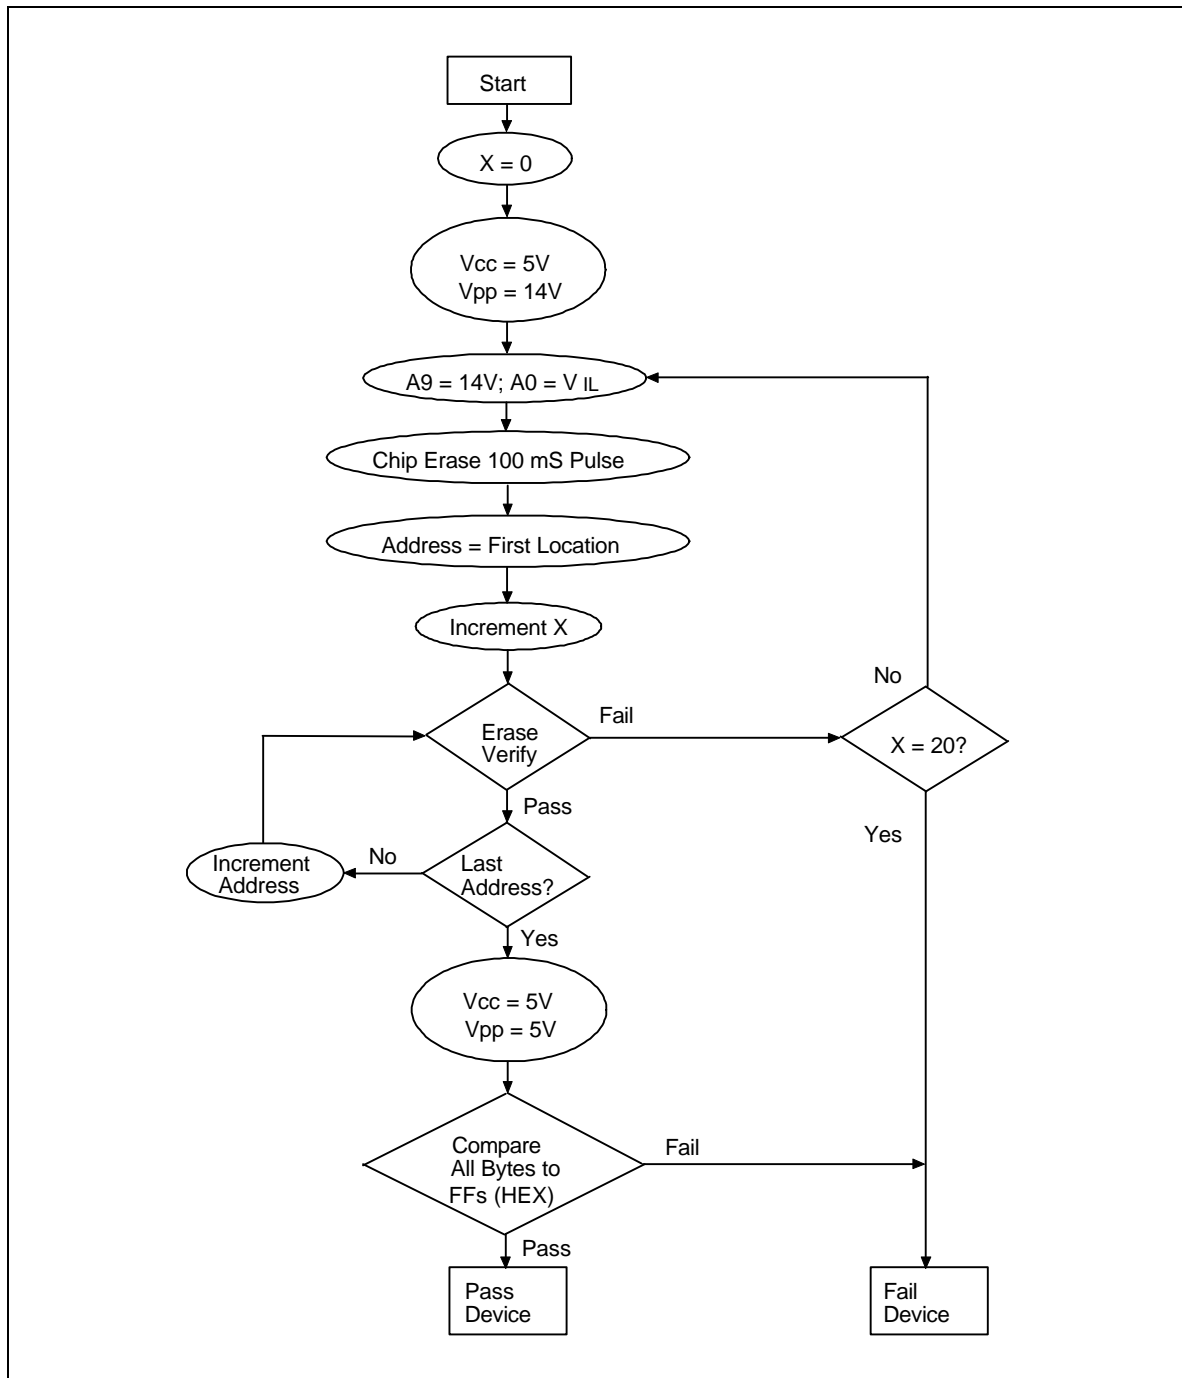 Start
X = 0
Vcc = 5V
Vpp = 14V
A9 = 14V; A0 = V IL
Chip Erase 100 mS Pulse
Address = First Location
Increment X
Erase
Verify
Fail
No
X = 20?
Yes
Pass
Last
Address?
No
Increment
Address
Yes
Vcc = 5V
Vpp = 5V
Compare
All Bytes to
FFs (HEX)
Fail
Pass
Pass
Device
Fail
Device